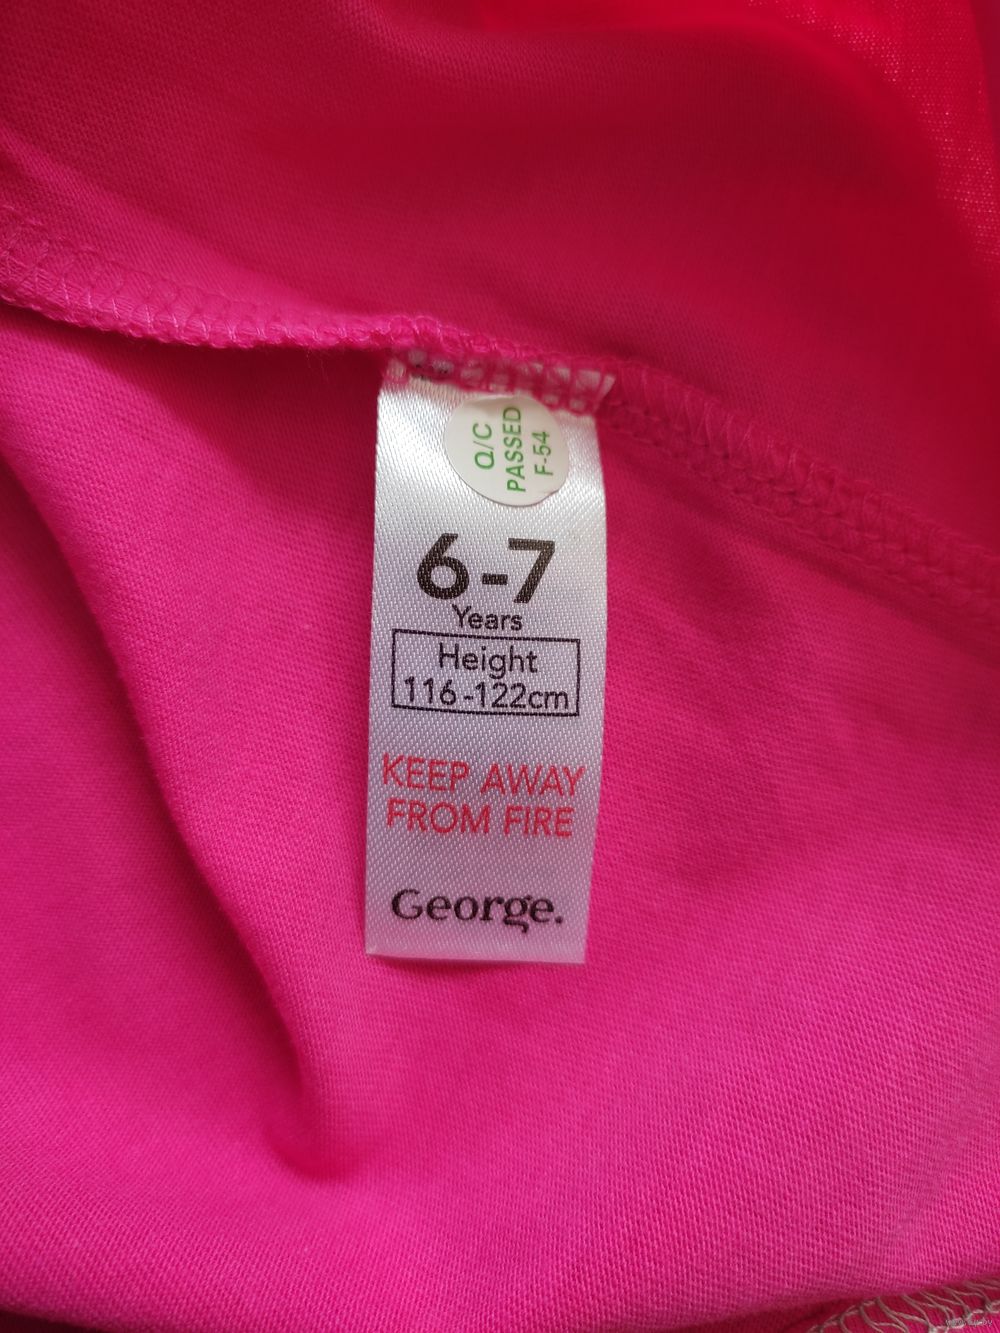 Q/C
PASSED
F-54
6-7
Years
Height
116-122cm
KEEP AWAY
FROM FIRE
George.